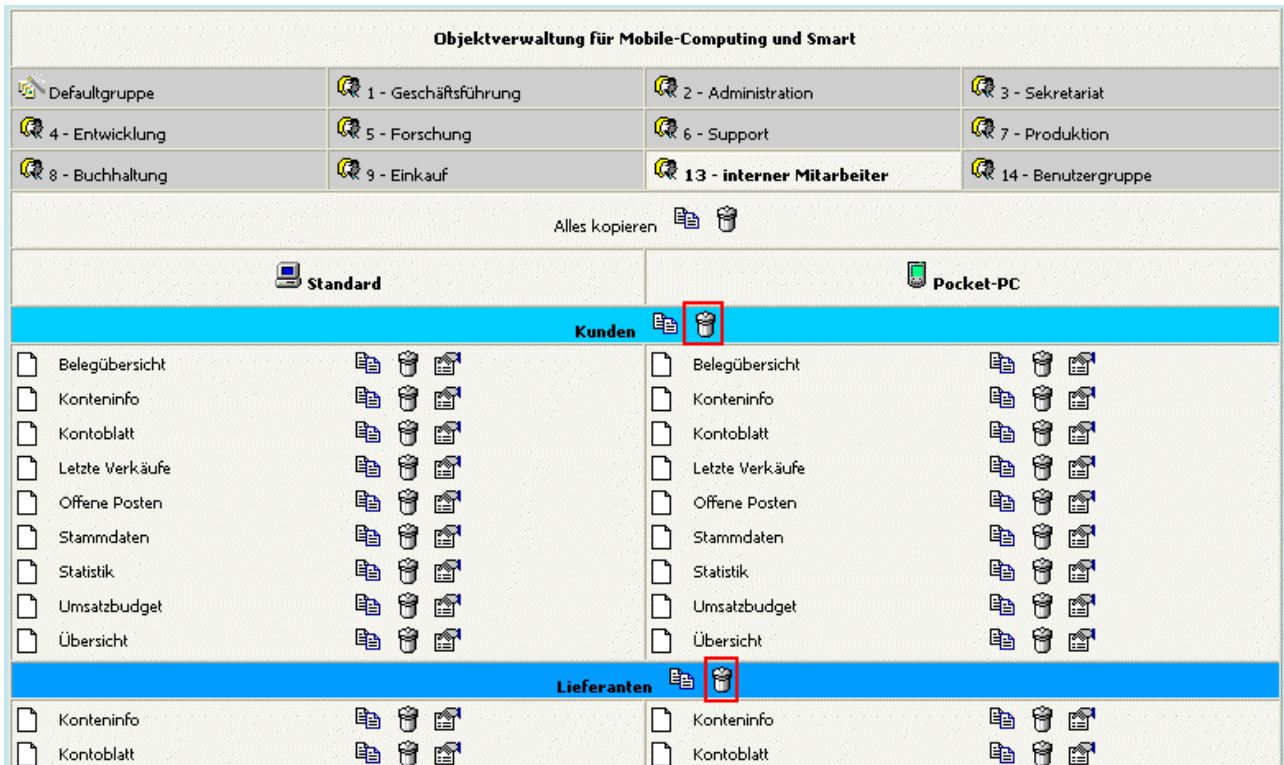 Objektverwaltung für Mobile-Computing und Smart
Defaultgruppe 1 - Geschäftsführung 2 - Administration 3 - Sekretariat
4 - Entwicklung 5 - Forschung 6 - Support 7 - Produktion
8 - Buchhaltung 9 - Einkauf 13 - interner Mitarbeiter 14 - Benutzergruppe
Alles kopieren
Standard Pocket-PC
Kunden
Belegübersicht Belegübersicht
Konteninfo Konteninfo
Kontoblatt Kontoblatt
Letzte Verkäufe Letzte Verkäufe
Offene Posten Offene Posten
Stammdaten Stammdaten
Statistik Statistik
Umsatzbudget Umsatzbudget
Übersicht Übersicht
Lieferanten
Konteninfo Konteninfo
Kontoblatt Kontoblatt